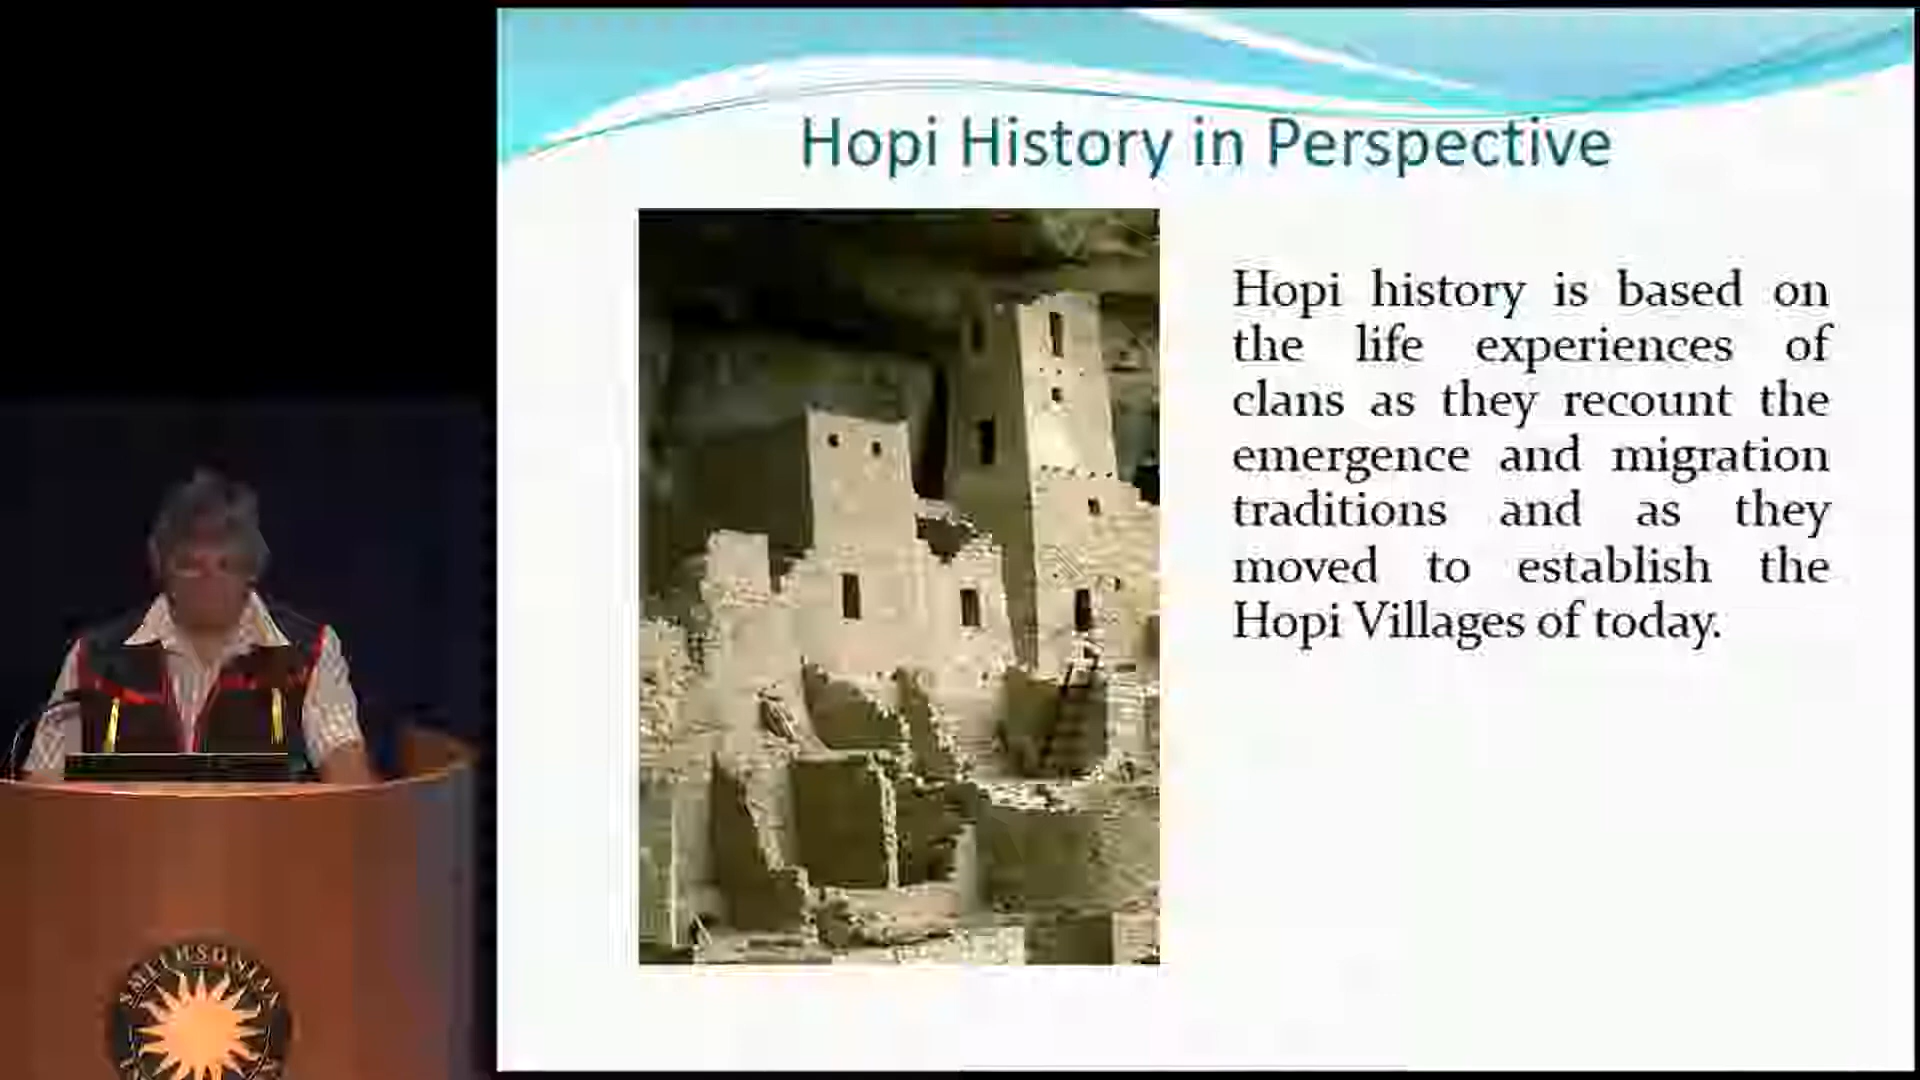 Hopi History in Perspective
Hopi history is based on
the life experiences of
clans as they recount the
emergence and migration
traditions and as they
moved to establish the
Hopi Villages of today.
SMITHSONIAN